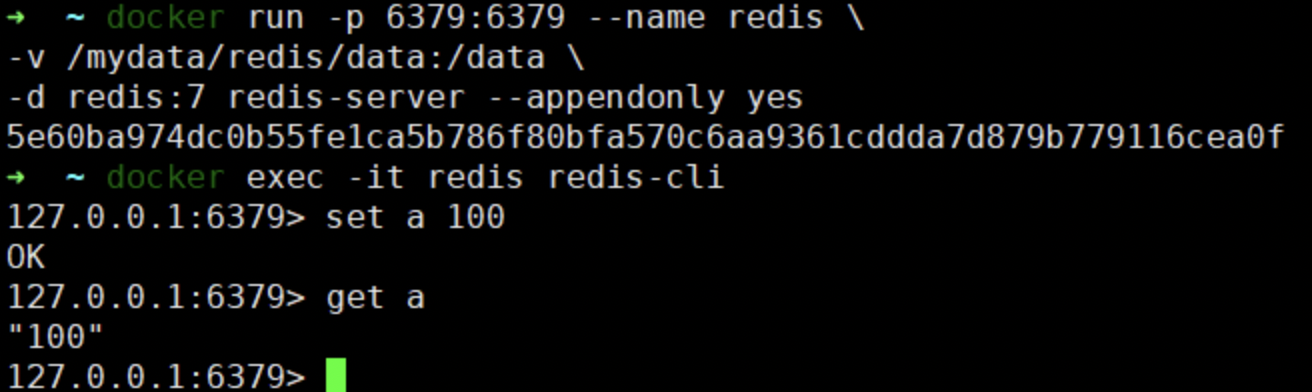 ➜  ~ docker run -p 6379:6379 --name redis \
-v /mydata/redis/data:/data \
-d redis:7 redis-server --appendonly yes
5e60ba974dc0b55fe1ca5b786f80bfa570c6aa9361cddda7d879b779116cea0f
➜  ~ docker exec -it redis redis-cli
127.0.0.1:6379> set a 100
OK
127.0.0.1:6379> get a
"100"
127.0.0.1:6379>